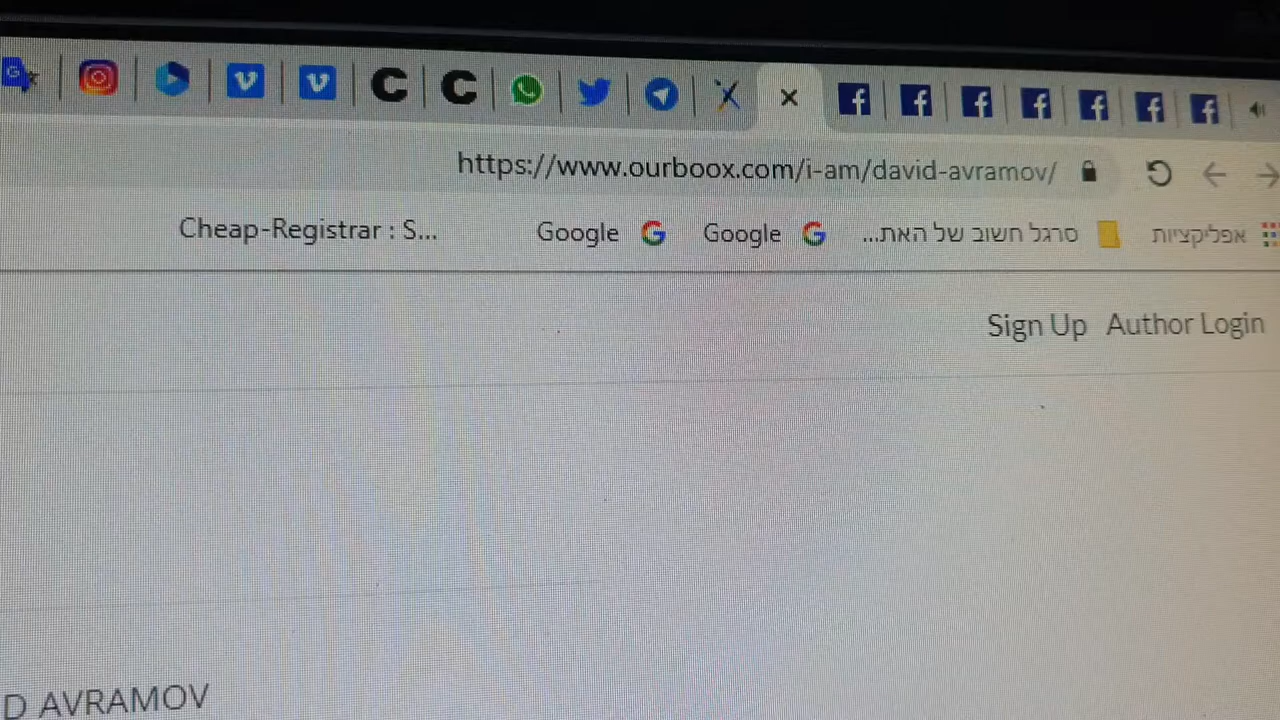 https://www.ourboox.com/i-am/david-avramov/
Cheap-Registrar : S... Google Google סרגל חשוב של האת... אפליקציות
Sign Up Author Login
D AVRAMOV